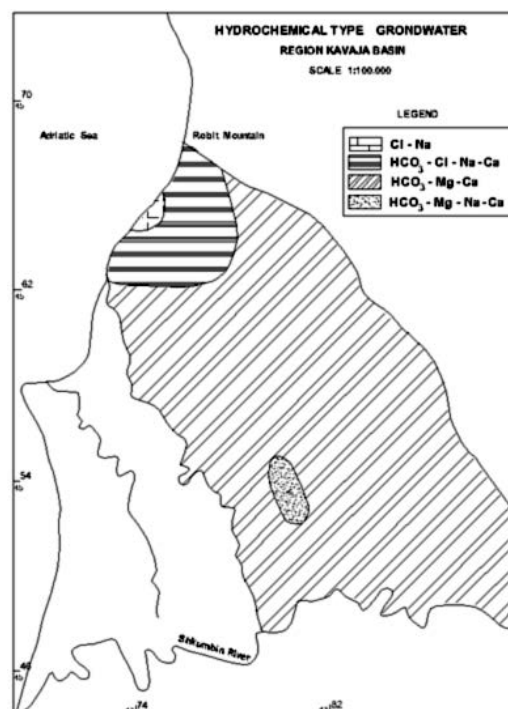 HYDROCHEMICAL TYPE GRONDWATER
REGION KAVAJA BASIN
SCALE 1:100.000
70
Adriatic Sea
Robit Mountain
LEGEND
Cl - Na
HCO3 - Cl - Na - Ca
HCO3 - Mg - Ca
HCO3 - Mg - Na - Ca
62
54
Shkumbin River
46
74
82